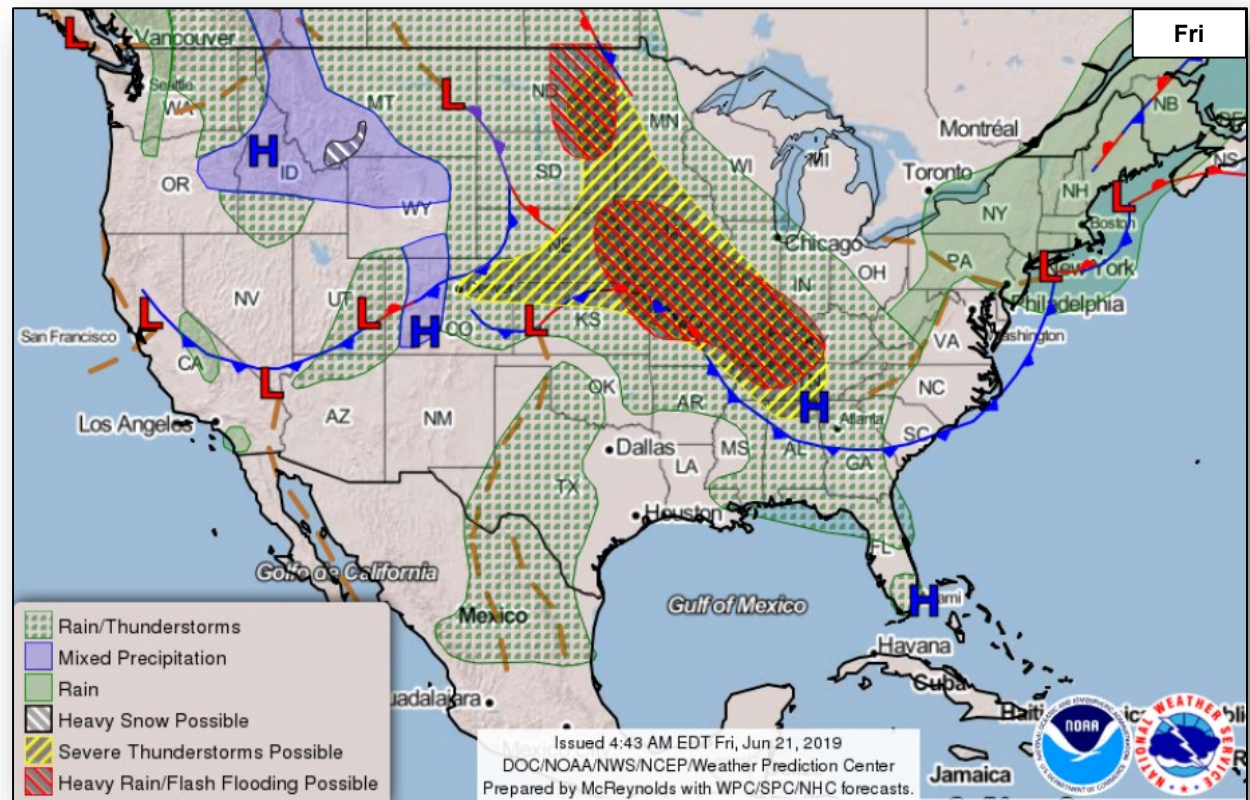 Fri
L
Vancouver
Seattle
WA
MT
L
ND
MN
Montréal
NB
H
ID
OR
SD
WI
MI
Toronto
NH
NS
L
WY
NY
Boston
Chicago
NE
PA
IN
OH
L
New York
NV
UT
L
CO
H
L
KS
Philadelphia
San Francisco
L
CA
VA
Washington
L
OK
NC
Los Angeles
AZ
NM
AR
H
Atlanta
SC
Dallas
MS
AL
GA
LA
TX
Houston
FL
Golfo de California
Gulf of Mexico
H
Mexico
Havana
Cuba
Haiti
Jamaica
Rain/Thunderstorms
Mixed Precipitation
Rain
Heavy Snow Possible
Severe Thunderstorms Possible
Heavy Rain/Flash Flooding Possible
Issued 4:43 AM EDT Fri, Jun 21, 2019
DOC/NOAA/NWS/NCEP/Weather Prediction Center
Prepared by McReynolds with WPC/SPC/NHC forecasts.
NOAA
NATIONAL WEATHER SERVICE